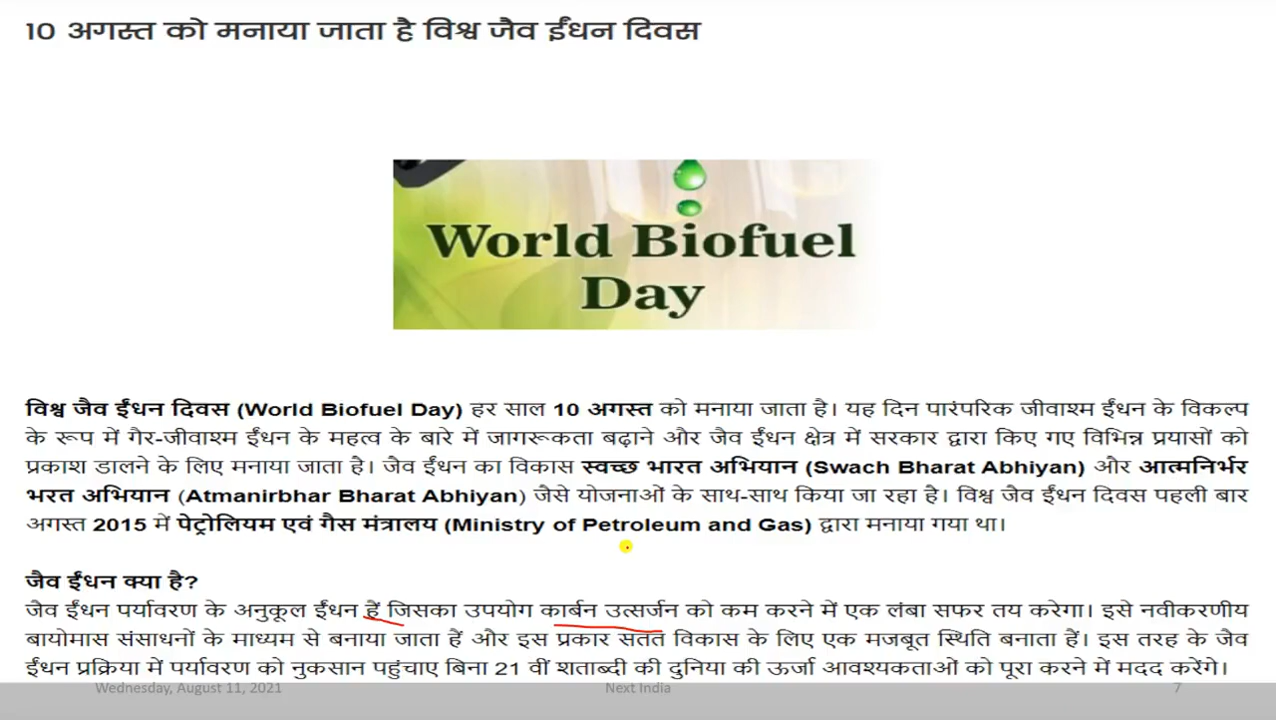 10 अगस्त को मनाया जाता है विश्व जैव ईंधन दिवस
World Biofuel
Day
विश्व जैव ईंधन दिवस (World Biofuel Day) हर साल 10 अगस्त को मनाया जाता है। यह दिन पारंपरिक जीवाश्म ईंधन के विकल्प
के रूप में गैर-जीवाश्म ईंधन के महत्व के बारे में जागरूकता बढ़ाने और जैव ईंधन क्षेत्र में सरकार द्वारा किए गए विभिन्न प्रयासों को
प्रकाश डालने के लिए मनाया जाता है। जैव ईंधन का विकास स्वच्छ भारत अभियान (Swach Bharat Abhiyan) और आत्मनिर्भर
भरत अभियान (Atmanirbhar Bharat Abhiyan) जैसे योजनाओं के साथ-साथ किया जा रहा है। विश्व जैव ईंधन दिवस पहली बार
अगस्त 2015 में पेट्रोलियम एवं गैस मंत्रालय (Ministry of Petroleum and Gas) द्वारा मनाया गया था।
जैव ईंधन क्या है?
जैव ईंधन पर्यावरण के अनुकूल ईंधन हैं जिसका उपयोग कार्बन उत्सर्जन को कम करने में एक लंबा सफर तय करेगा। इसे नवीकरणीय
बायोमास संसाधनों के माध्यम से बनाया जाता हैं और इस प्रकार सतत विकास के लिए एक मजबूत स्थिति बनाता हैं। इस तरह के जैव
ईंधन प्रक्रिया में पर्यावरण को नुकसान पहुंचाए बिना 21 वीं शताब्दी की दुनिया की ऊर्जा आवश्यकताओं को पूरा करने में मदद करेंगे।
Wednesday, August 11, 2021 Next India 7